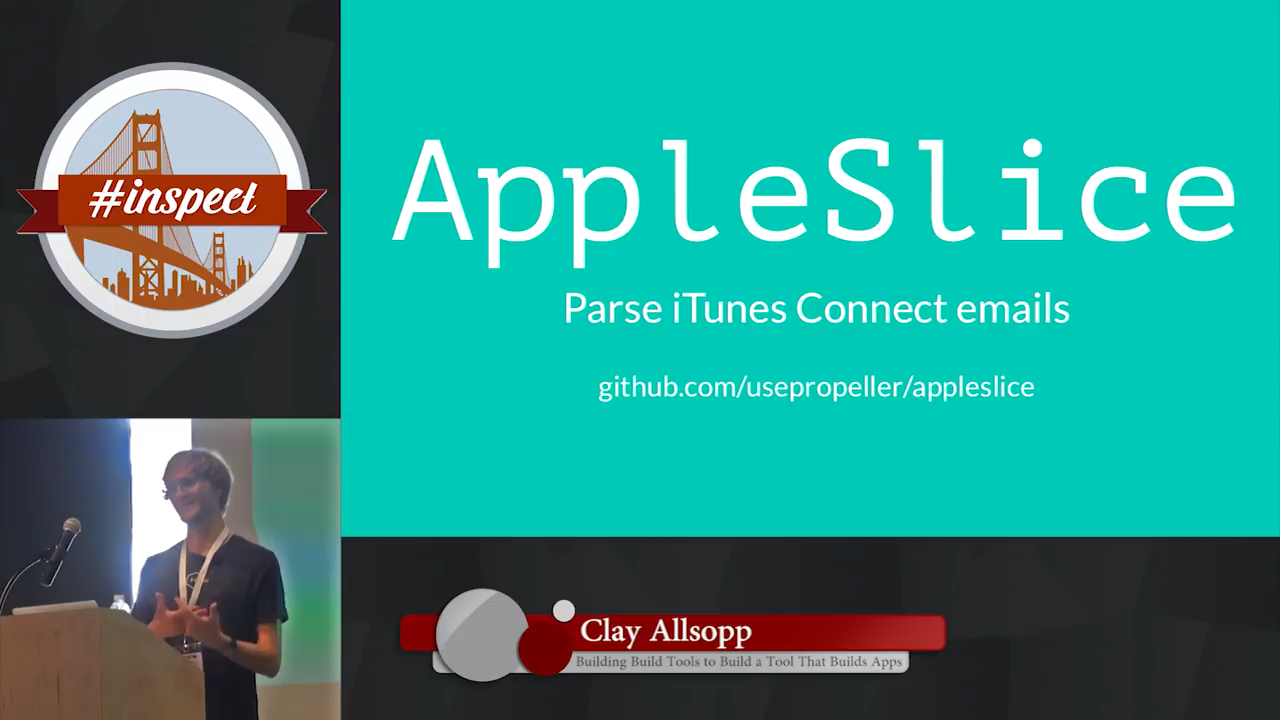 #inspect
AppleSlice
Parse iTunes Connect emails
github.com/usepropeller/appleslice
Clay Allsopp
Building Build Tools to Build a Tool That Builds Apps